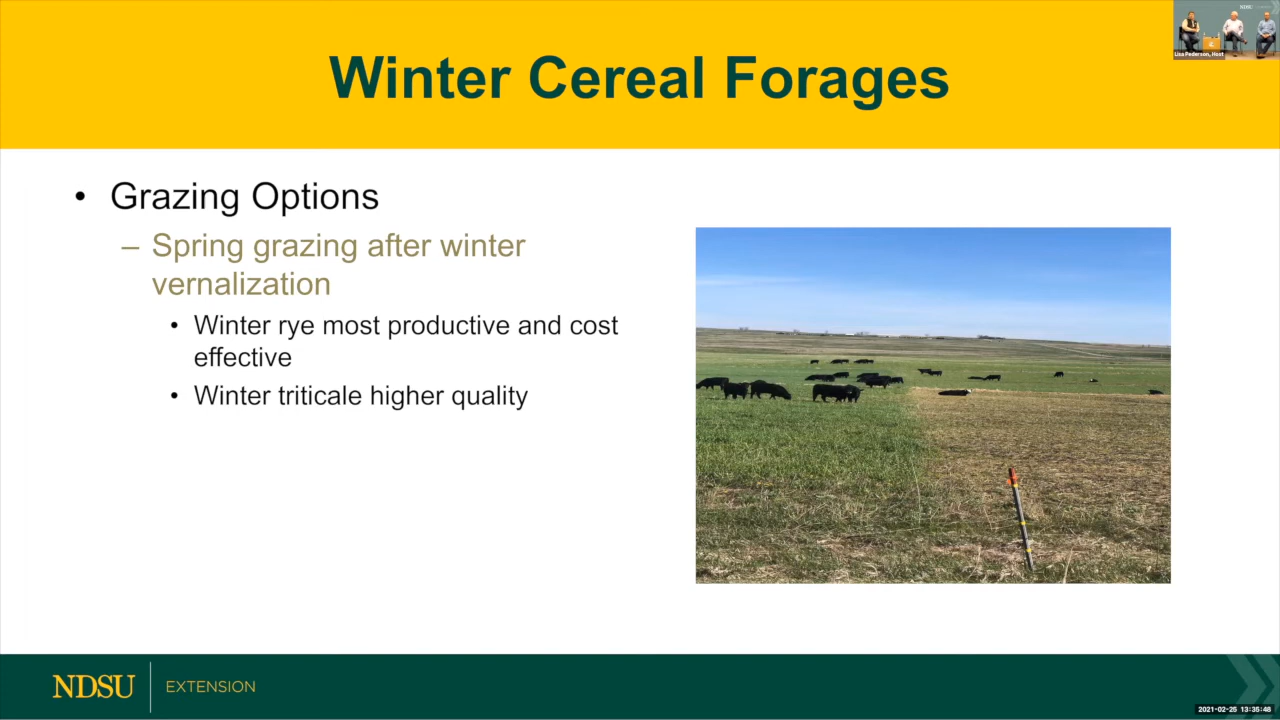 NDSU
Lisa Pederson, Host
Winter Cereal Forages
• Grazing Options
– Spring grazing after winter
vernalization
• Winter rye most productive and cost
effective
• Winter triticale higher quality
NDSU EXTENSION
2021-02-25 13:35:48